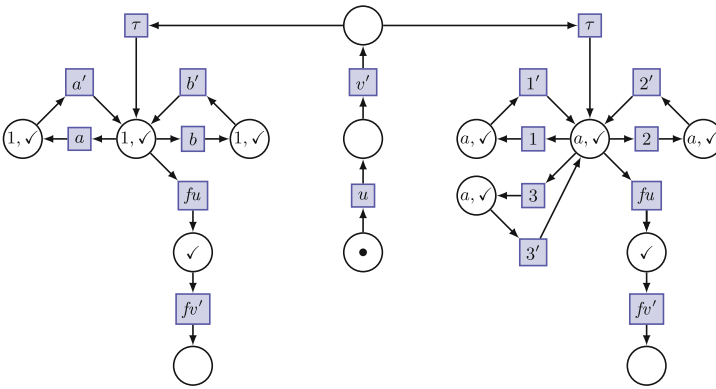 τ τ
a′ b′ v′ 1′ 2′
1, ✓ a 1, ✓ b 1, ✓ a, ✓ 1 a, ✓ 2 a, ✓
fu u a, ✓ 3 fu
✓ 3′ ✓
fv′ fv′